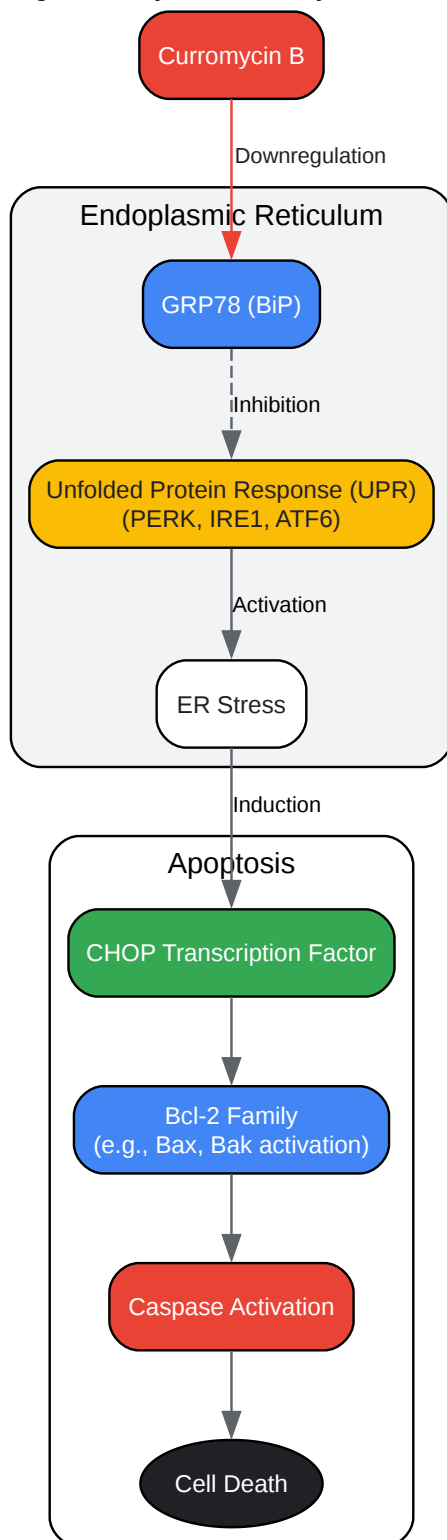 Curromycin B
Downregulation
Endoplasmic Reticulum
GRP78 (BiP)
Inhibition
Unfolded Protein Response (UPR)
(PERK, IRE1, ATF6)
Activation
ER Stress
Induction
Apoptosis
CHOP Transcription Factor
Bcl-2 Family
(e.g., Bax, Bak activation)
Caspase Activation
Cell Death